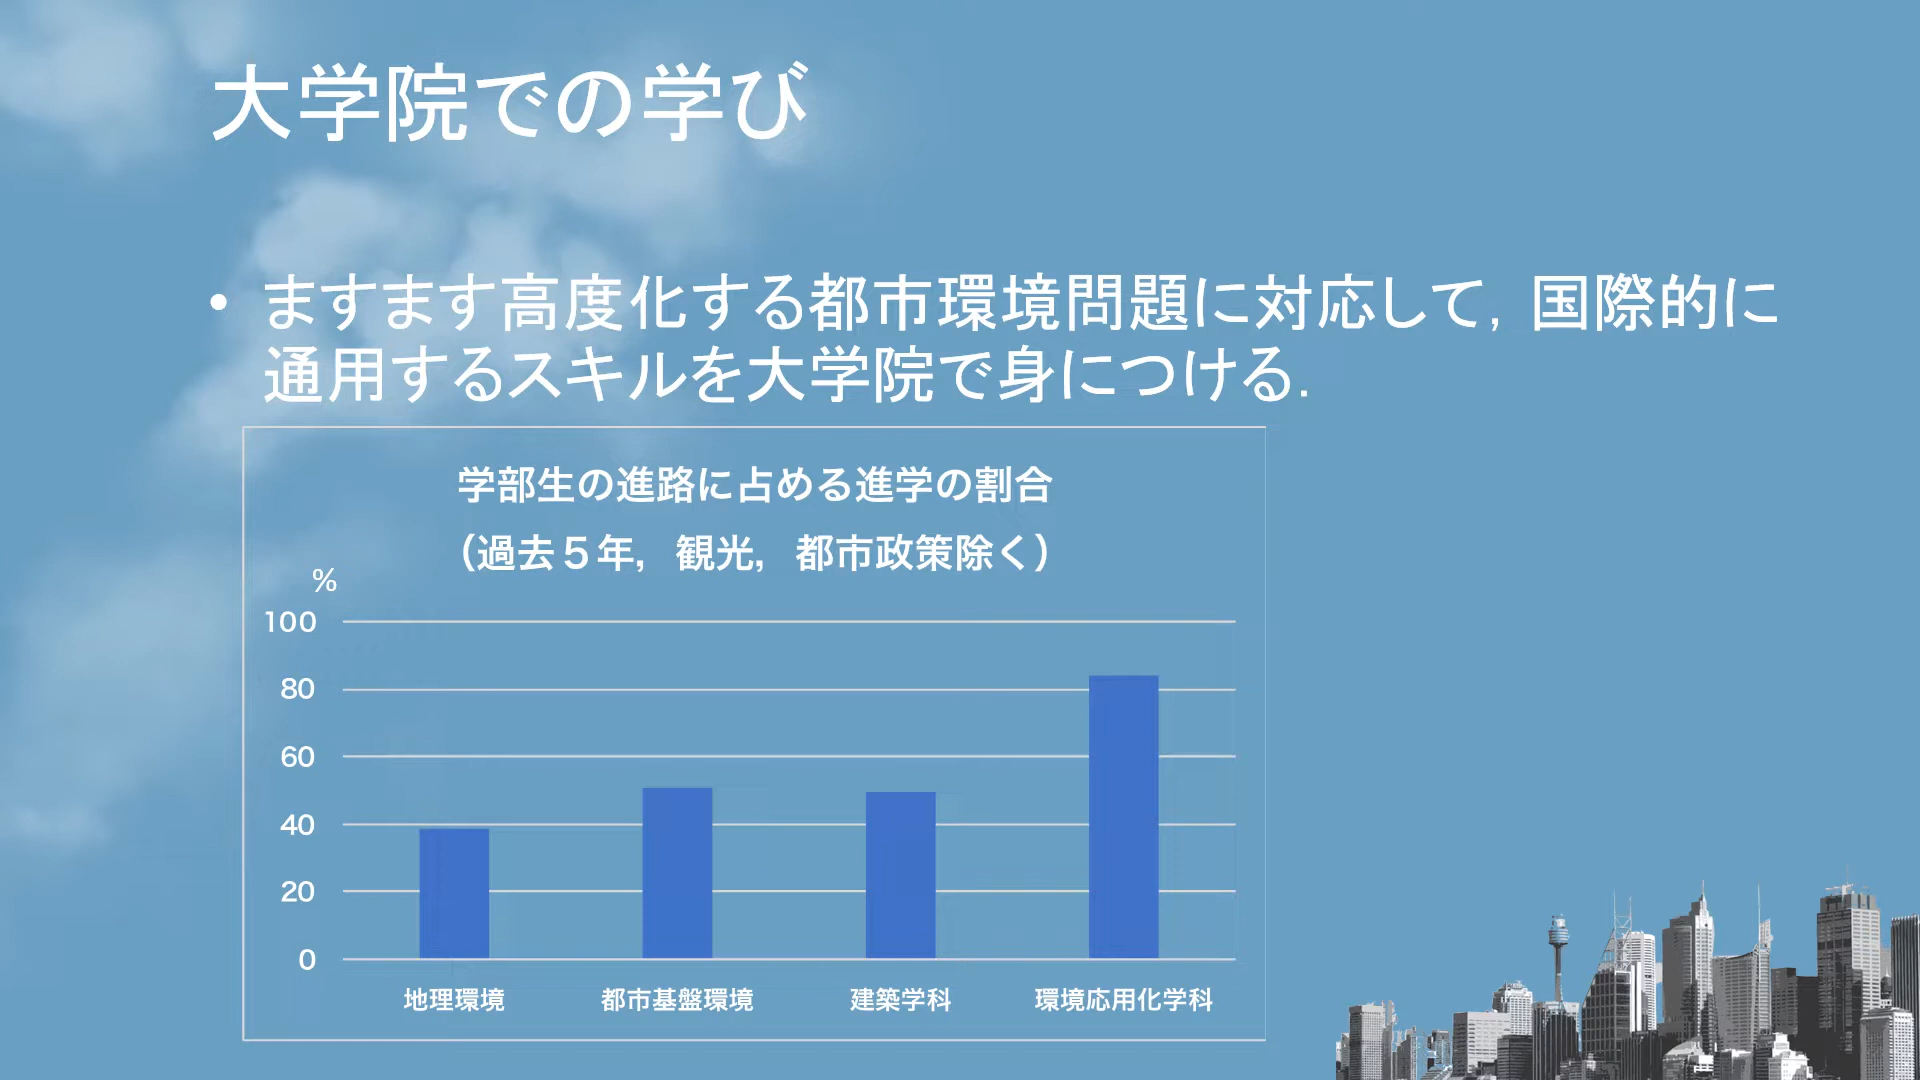 大学院での学び
• ますます高度化する都市環境問題に対応して，国際的に
通用するスキルを大学院で身につける．
学部生の進路に占める進学の割合
（過去５年，観光，都市政策除く）
%
100
80
60
40
20
0
地理環境 都市基盤環境 建築学科 環境応用化学科